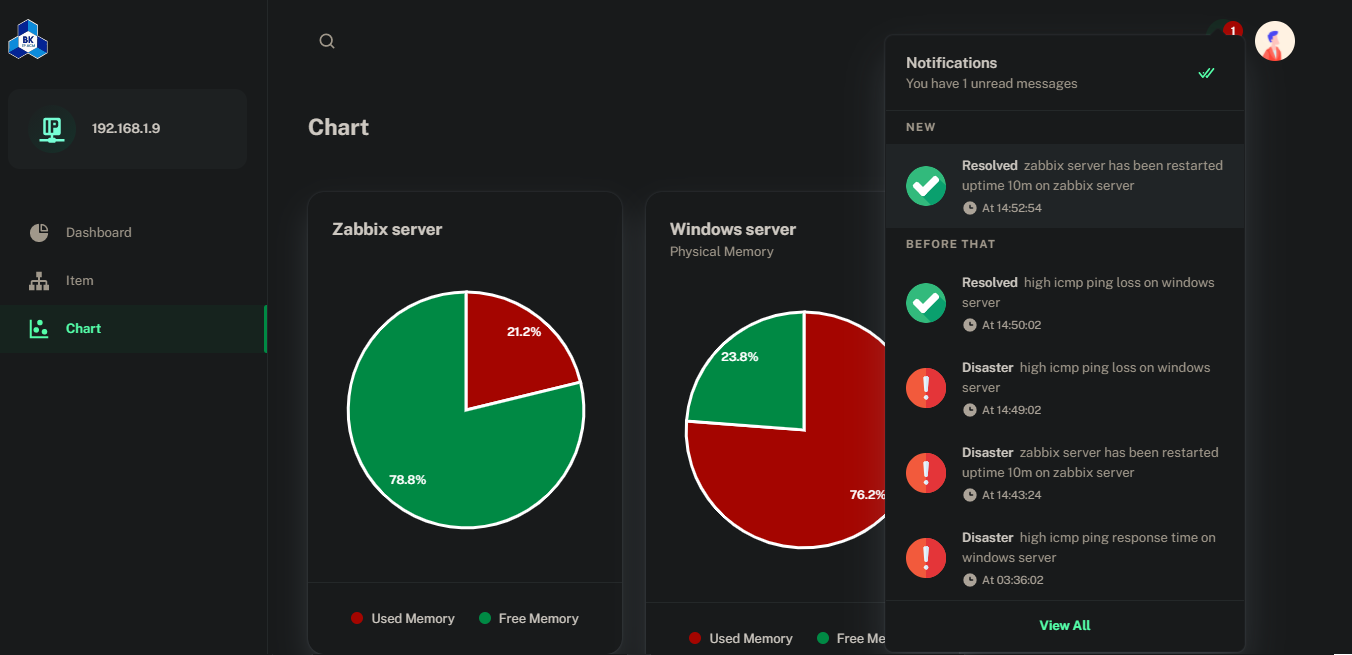 BK
TP.HCM
192.168.1.9
Dashboard
Item
Chart
1
Chart
Zabbix server
21.2%
78.8%
Used Memory
Free Memory
Windows server
Physical Memory
23.8%
76.2%
Used Memory
Free Me
Notifications
You have 1 unread messages
NEW
Resolved zabbix server has been restarted
uptime 10m on zabbix server
At 14:52:54
BEFORE THAT
Resolved high icmp ping loss on windows
server
At 14:50:02
Disaster high icmp ping loss on windows
server
At 14:49:02
Disaster zabbix server has been restarted
uptime 10m on zabbix server
At 14:43:24
Disaster high icmp ping response time on
windows server
At 03:36:02
View All